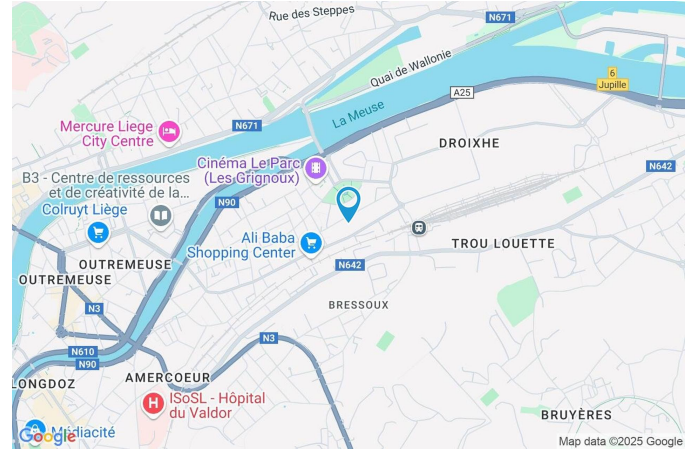 Rue des Steppes
N671
Quai de Wallonie
6
Jupille
A25
La Meuse
Mercure Liege
City Centre
N671
DROIXHE
Cinéma Le Parc
(Les Grignoux)
N642
B3 - Centre de ressources
et de créativité de la...
N90
Colruyt Liège
Ali Baba
Shopping Center
TROU LOUETTE
OUTREMEUSE
OUTREMEUSE
N642
BRESSOUX
N3
N3
N610
N90
LONGDOZ
AMERCOEUR
H
ISoSL - Hôpital
du Valdor
BRUYÈRES
Médiacité
Google
Map data ©2025 Google